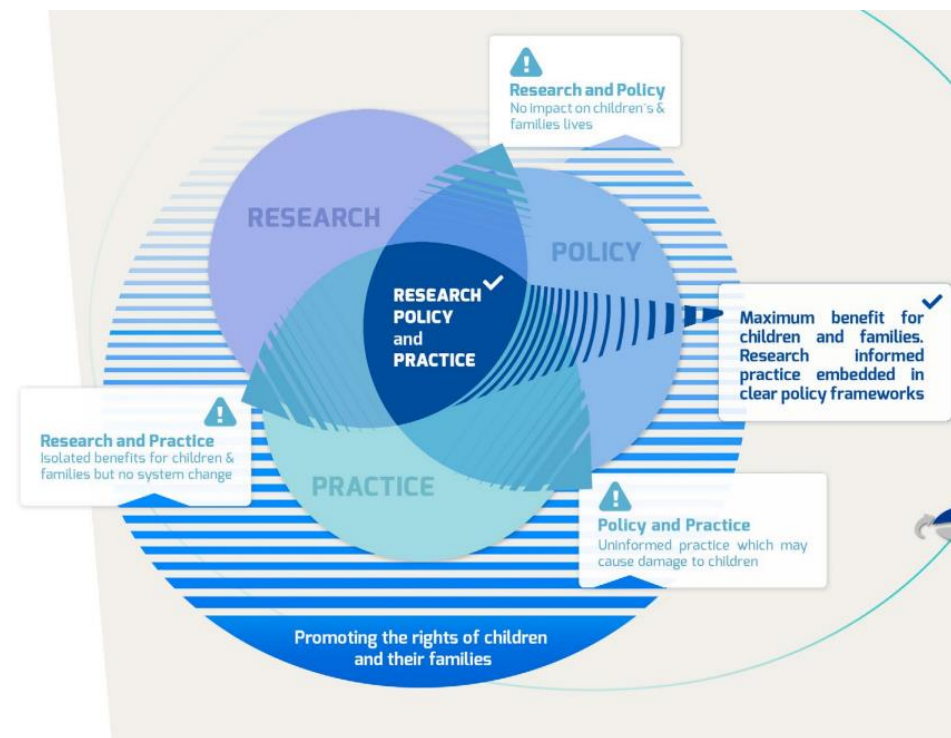 Research and Policy
No impact on children´s &
families lives
RESEARCH
POLICY
RESEARCH
POLICY
and
PRACTICE
Maximum benefit for
children and families.
Research informed
practice embedded in
clear policy frameworks
Research and Practice
Isolated benefits for children &
families but no system change
PRACTICE
Policy and Practice
Uninformed practice which may
cause damage to children
Promoting the rights of children
and their families